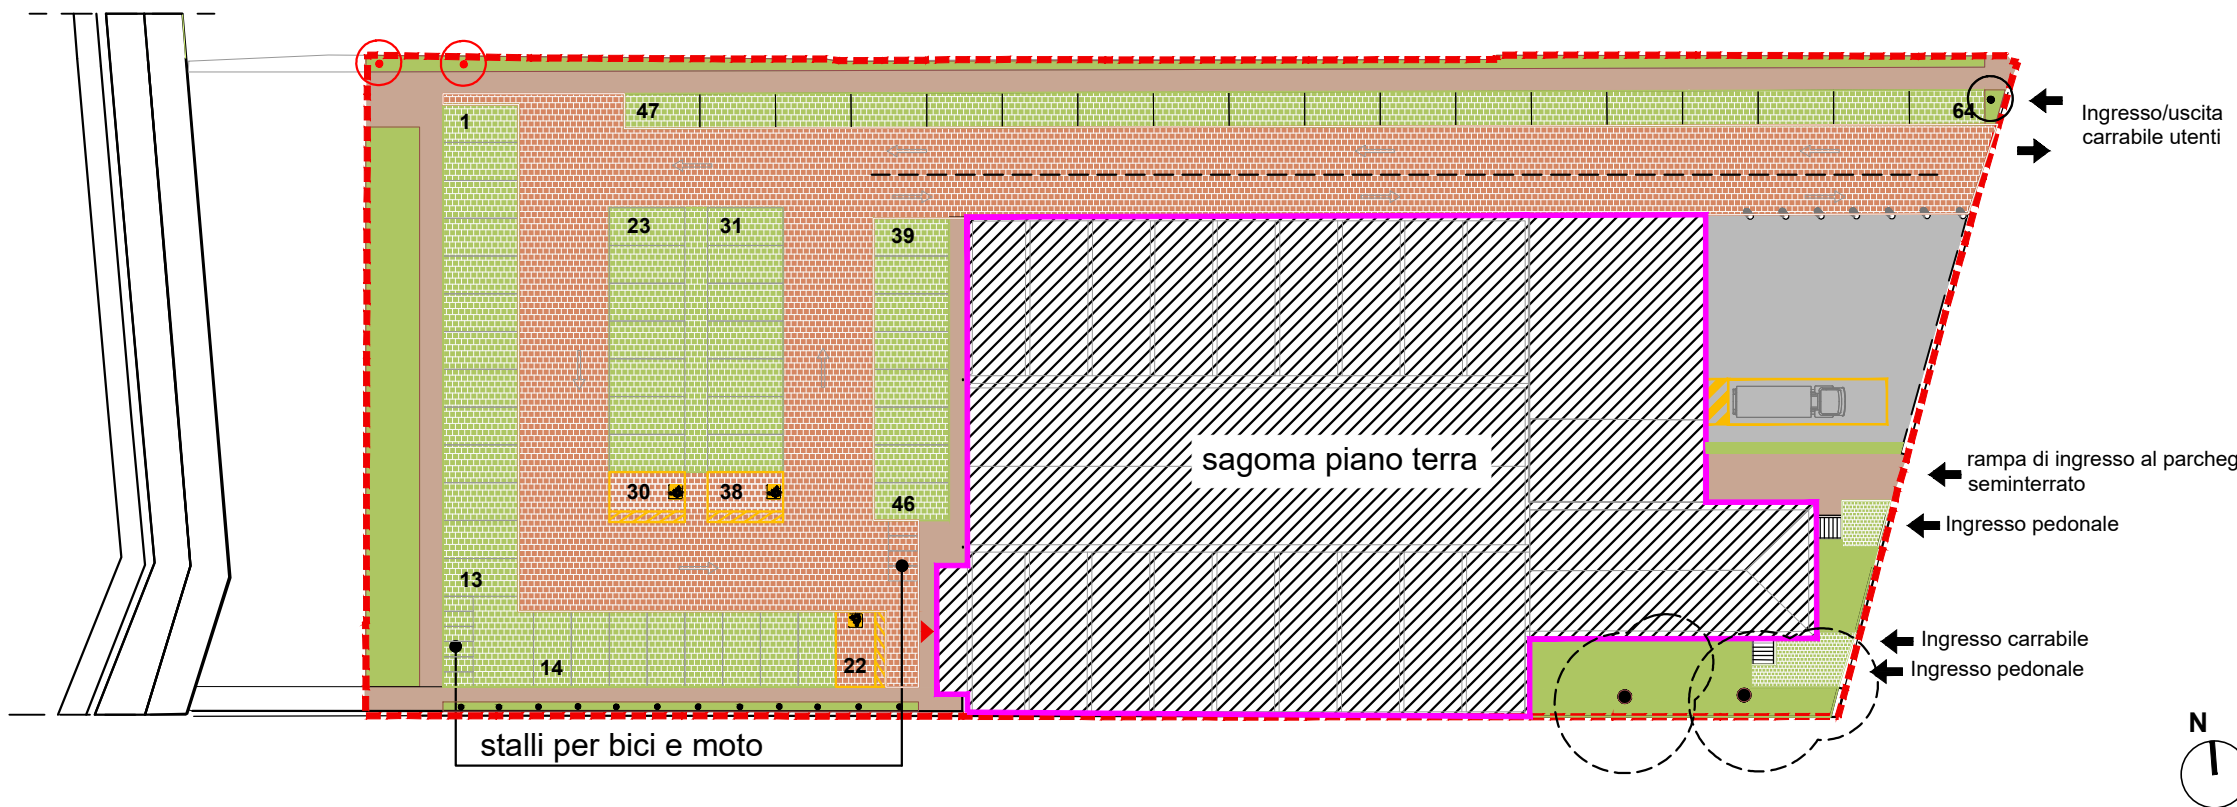 47
64
1
Ingresso/uscita
carrabile utenti
23
31
39
sagoma piano terra
rampa di ingresso al parcheg
seminterrato
30
38
46
Ingresso pedonale
13
14
22
Ingresso carrabile
Ingresso pedonale
stalli per bici e moto
N